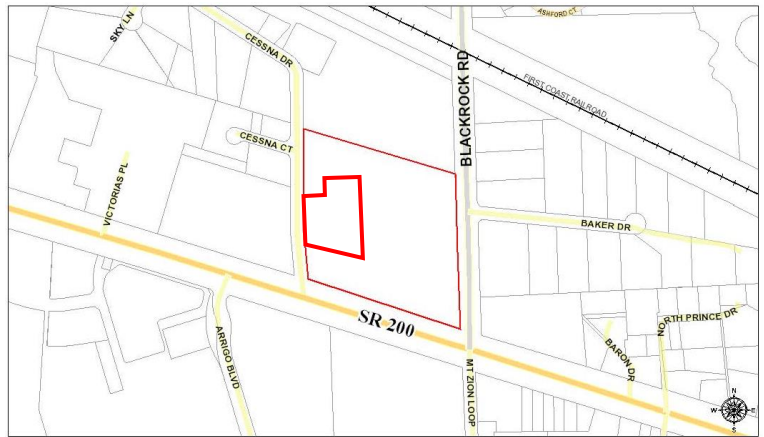 SKY LN
ASHFORD CT
CESSNA DR
BLACKROCK RD
FIRST COAST RAILROAD
CESSNA CT
VICTORIAS PL
BAKER DR
SR 200
NORTH PRINCE DR
ARRIGO BLVD
BARON DR
MT ZION LOOP
N
W
E
S